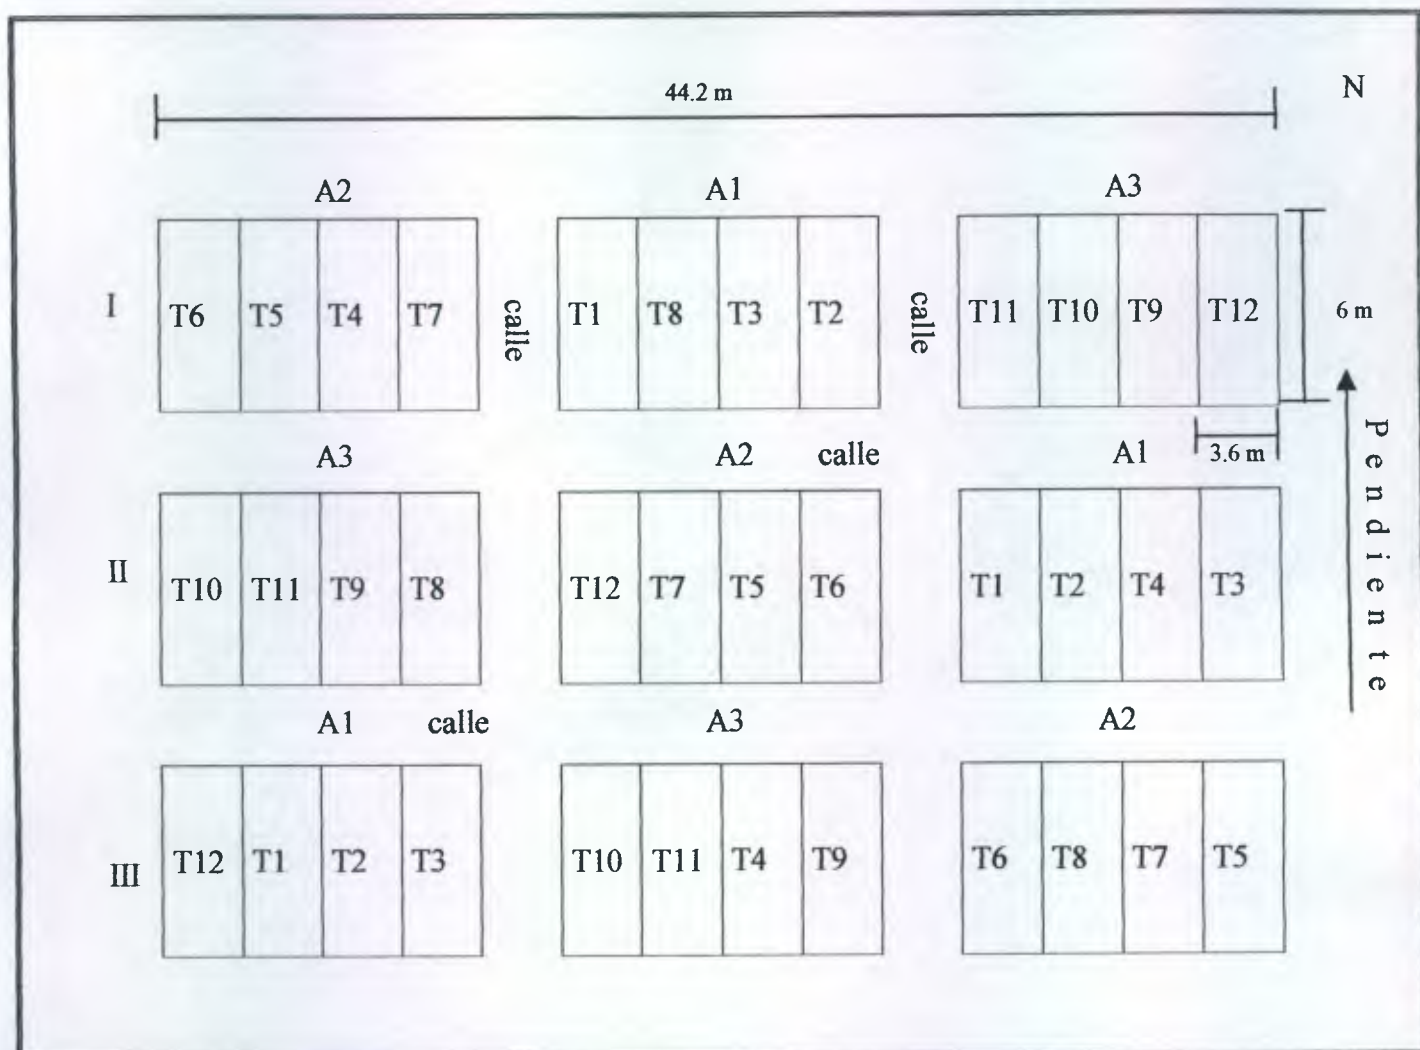 44.2 m
N
A2 A1 A3
I T6 T5 T4 T7 calle T1 T8 T3 T2 calle T11 T10 T9 T12 6 m
A3 A2 calle A1 3.6 m
II T10 T11 T9 T8 T12 T7 T5 T6 T1 T2 T4 T3
Pendiente
A1 calle A3 A2
III T12 T1 T2 T3 T10 T11 T4 T9 T6 T8 T7 T5